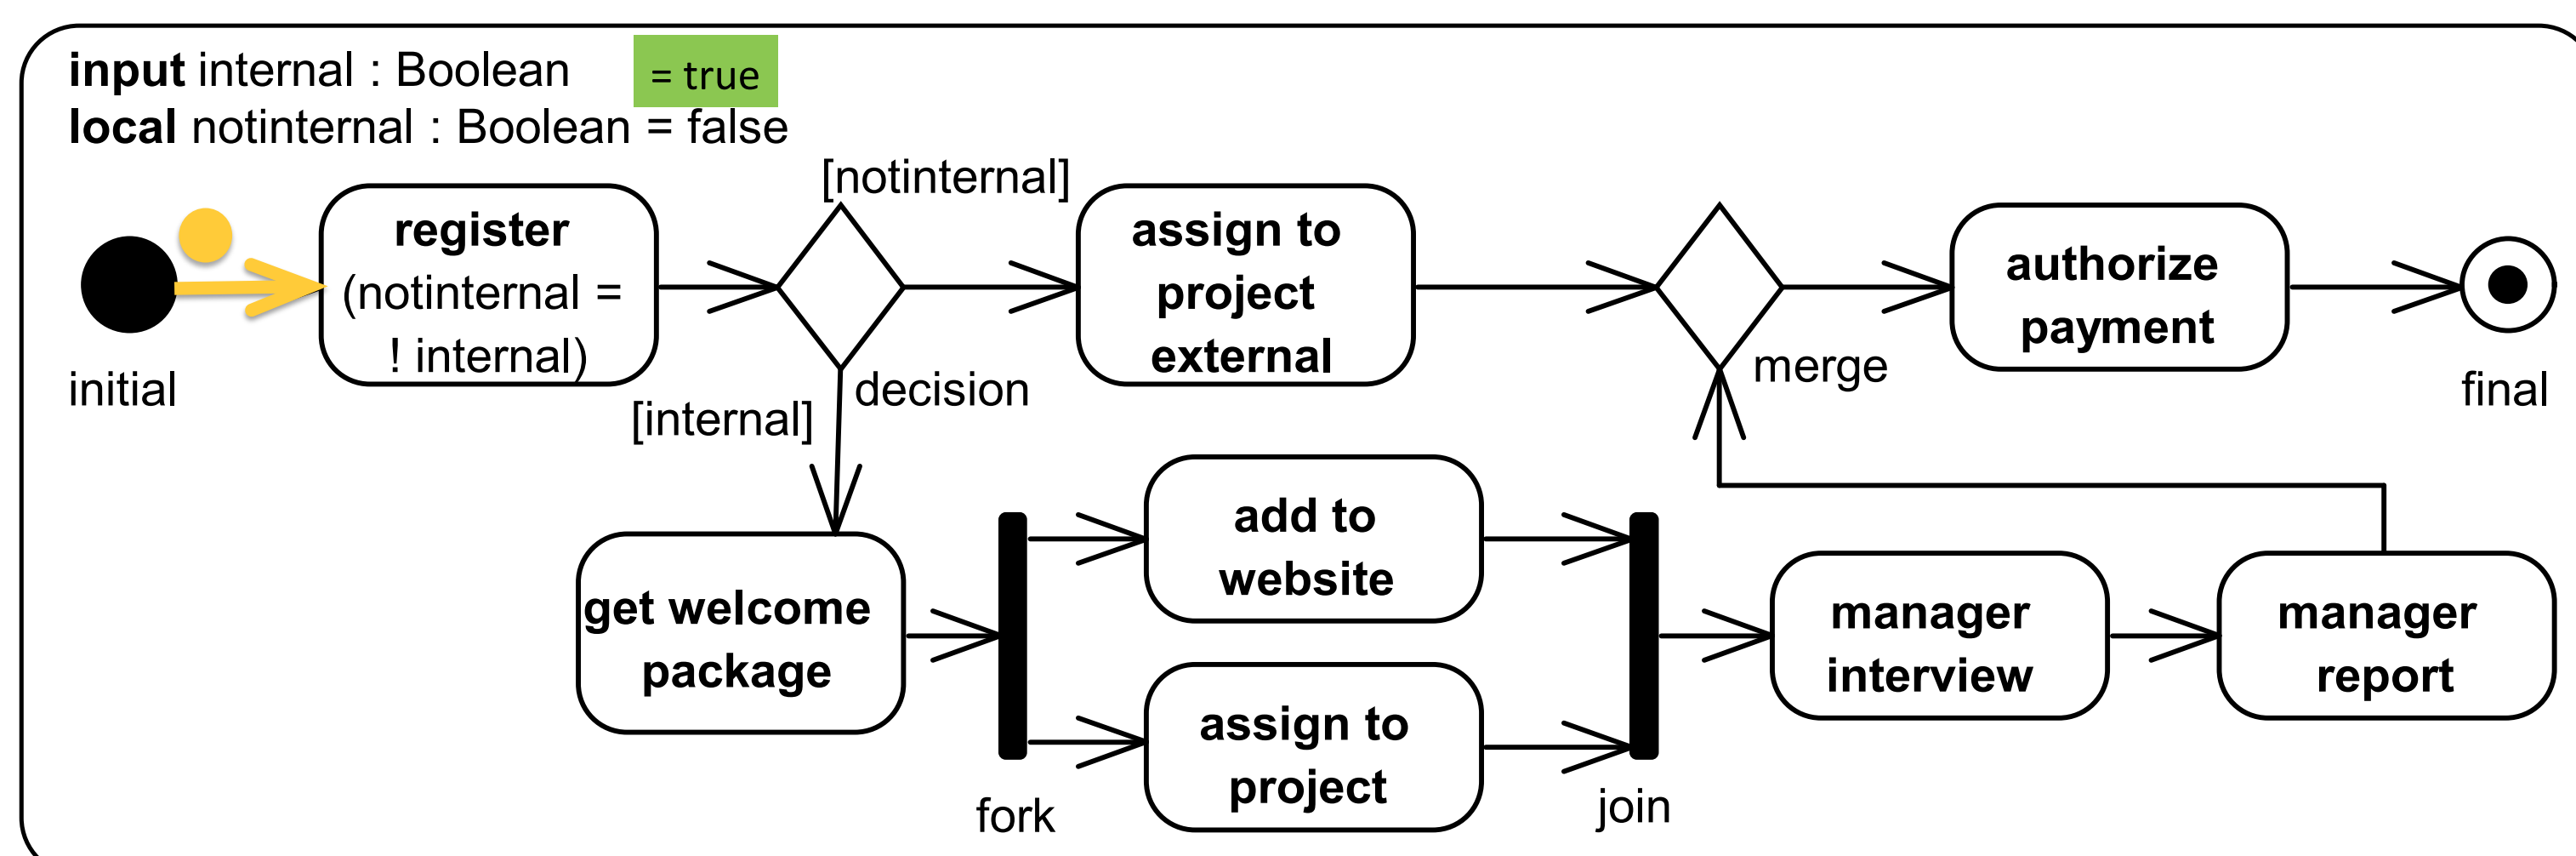 input internal : Boolean = true
local notinternal : Boolean = false
[notinternal]
register
(notinternal =
! internal)
assign to
project
external
authorize
payment
initial
decision
merge
final
[internal]
add to
website
get welcome
package
manager
interview
manager
report
assign to
project
fork
join